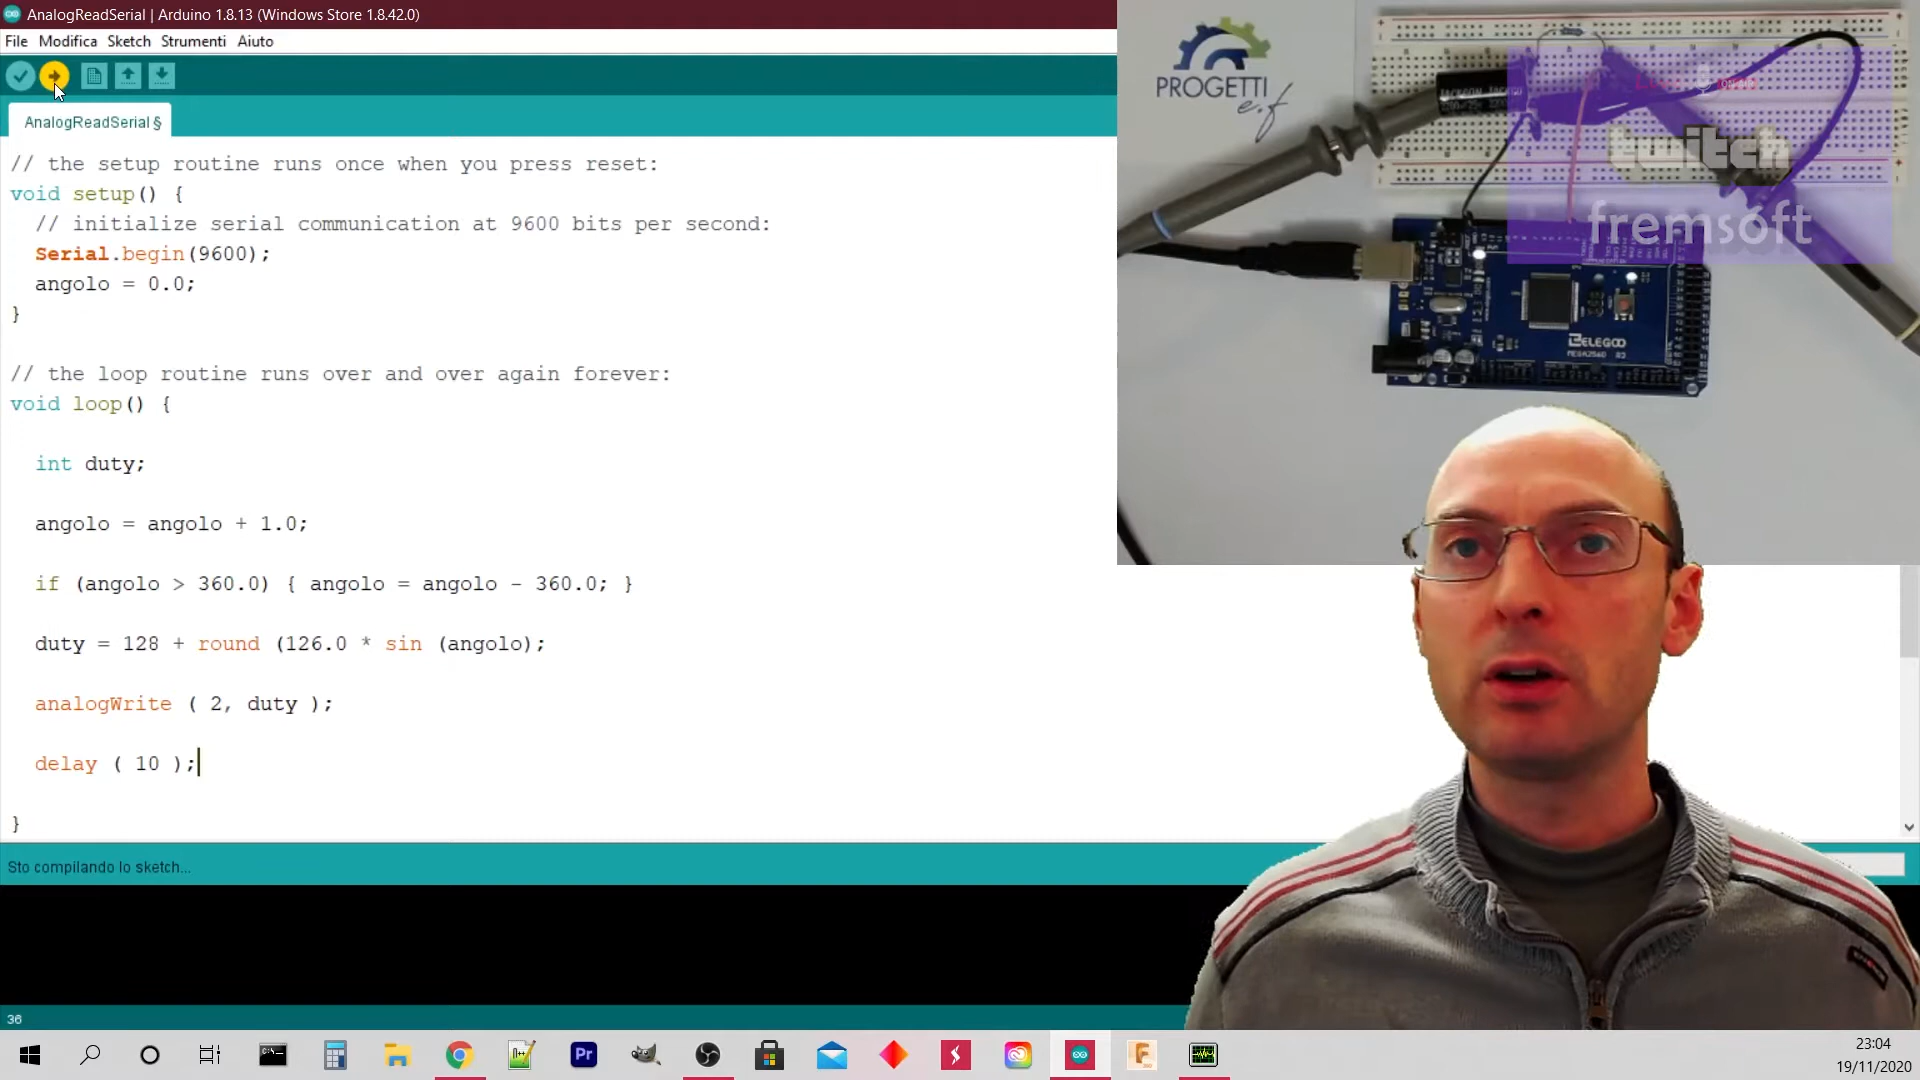 AnalogReadSerial | Arduino 1.8.13 (Windows Store 1.8.42.0)
File Modifica Sketch Strumenti Aiuto
AnalogReadSerial §
// the setup routine runs once when you press reset:
void setup() {
// initialize serial communication at 9600 bits per second:
Serial.begin(9600);
angolo = 0.0;
}
// the loop routine runs over and over again forever:
void loop() {
int duty;
angolo = angolo + 1.0;
if (angolo > 360.0) { angolo = angolo - 360.0; }
duty = 128 + round (126.0 * sin (angolo);
analogWrite ( 2, duty );
delay ( 10 );
}
Sto compilando lo sketch...
36
PROGETTI
e.f
twitch
fremsoft
ELEGOO
MEGA2560 R3
Pr
23:04
19/11/2020